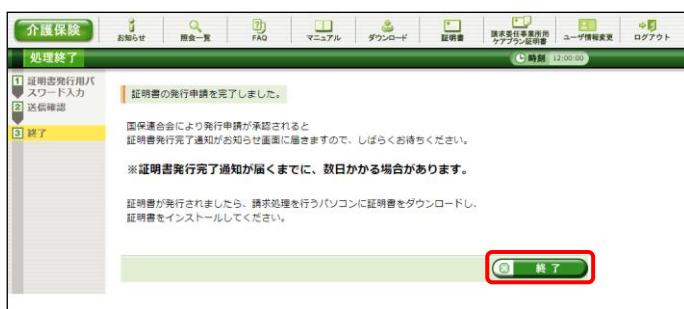 介護保険
お知らせ
照会一覧
FAQ
マニュアル
ダウンロード
証明書
請求委任事業所用
ケアプラン証明書
ユーザ情報変更
ログアウト
処理終了
時刻 12:00:00
1 証明書発行用パ
スワード入力
2 送信確認
3 終了
証明書の発行申請を完了しました。
国保連合会により発行申請が承認されると
証明書発行完了通知がお知らせ画面に届きますので、しばらくお待ちください。
※証明書発行完了通知が届くまでに、数日かかる場合があります。
証明書が発行されましたら、請求処理を行うパソコンに証明書をダウンロードし、
証明書をインストールしてください。
終了